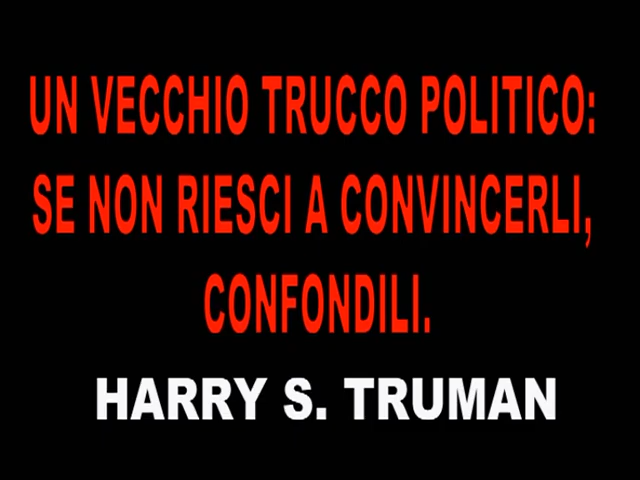 UN VECCHIO TRUCCO POLITICO:
SE NON RIESCI A CONVINCERLI,
CONFONDILI.
HARRY S. TRUMAN